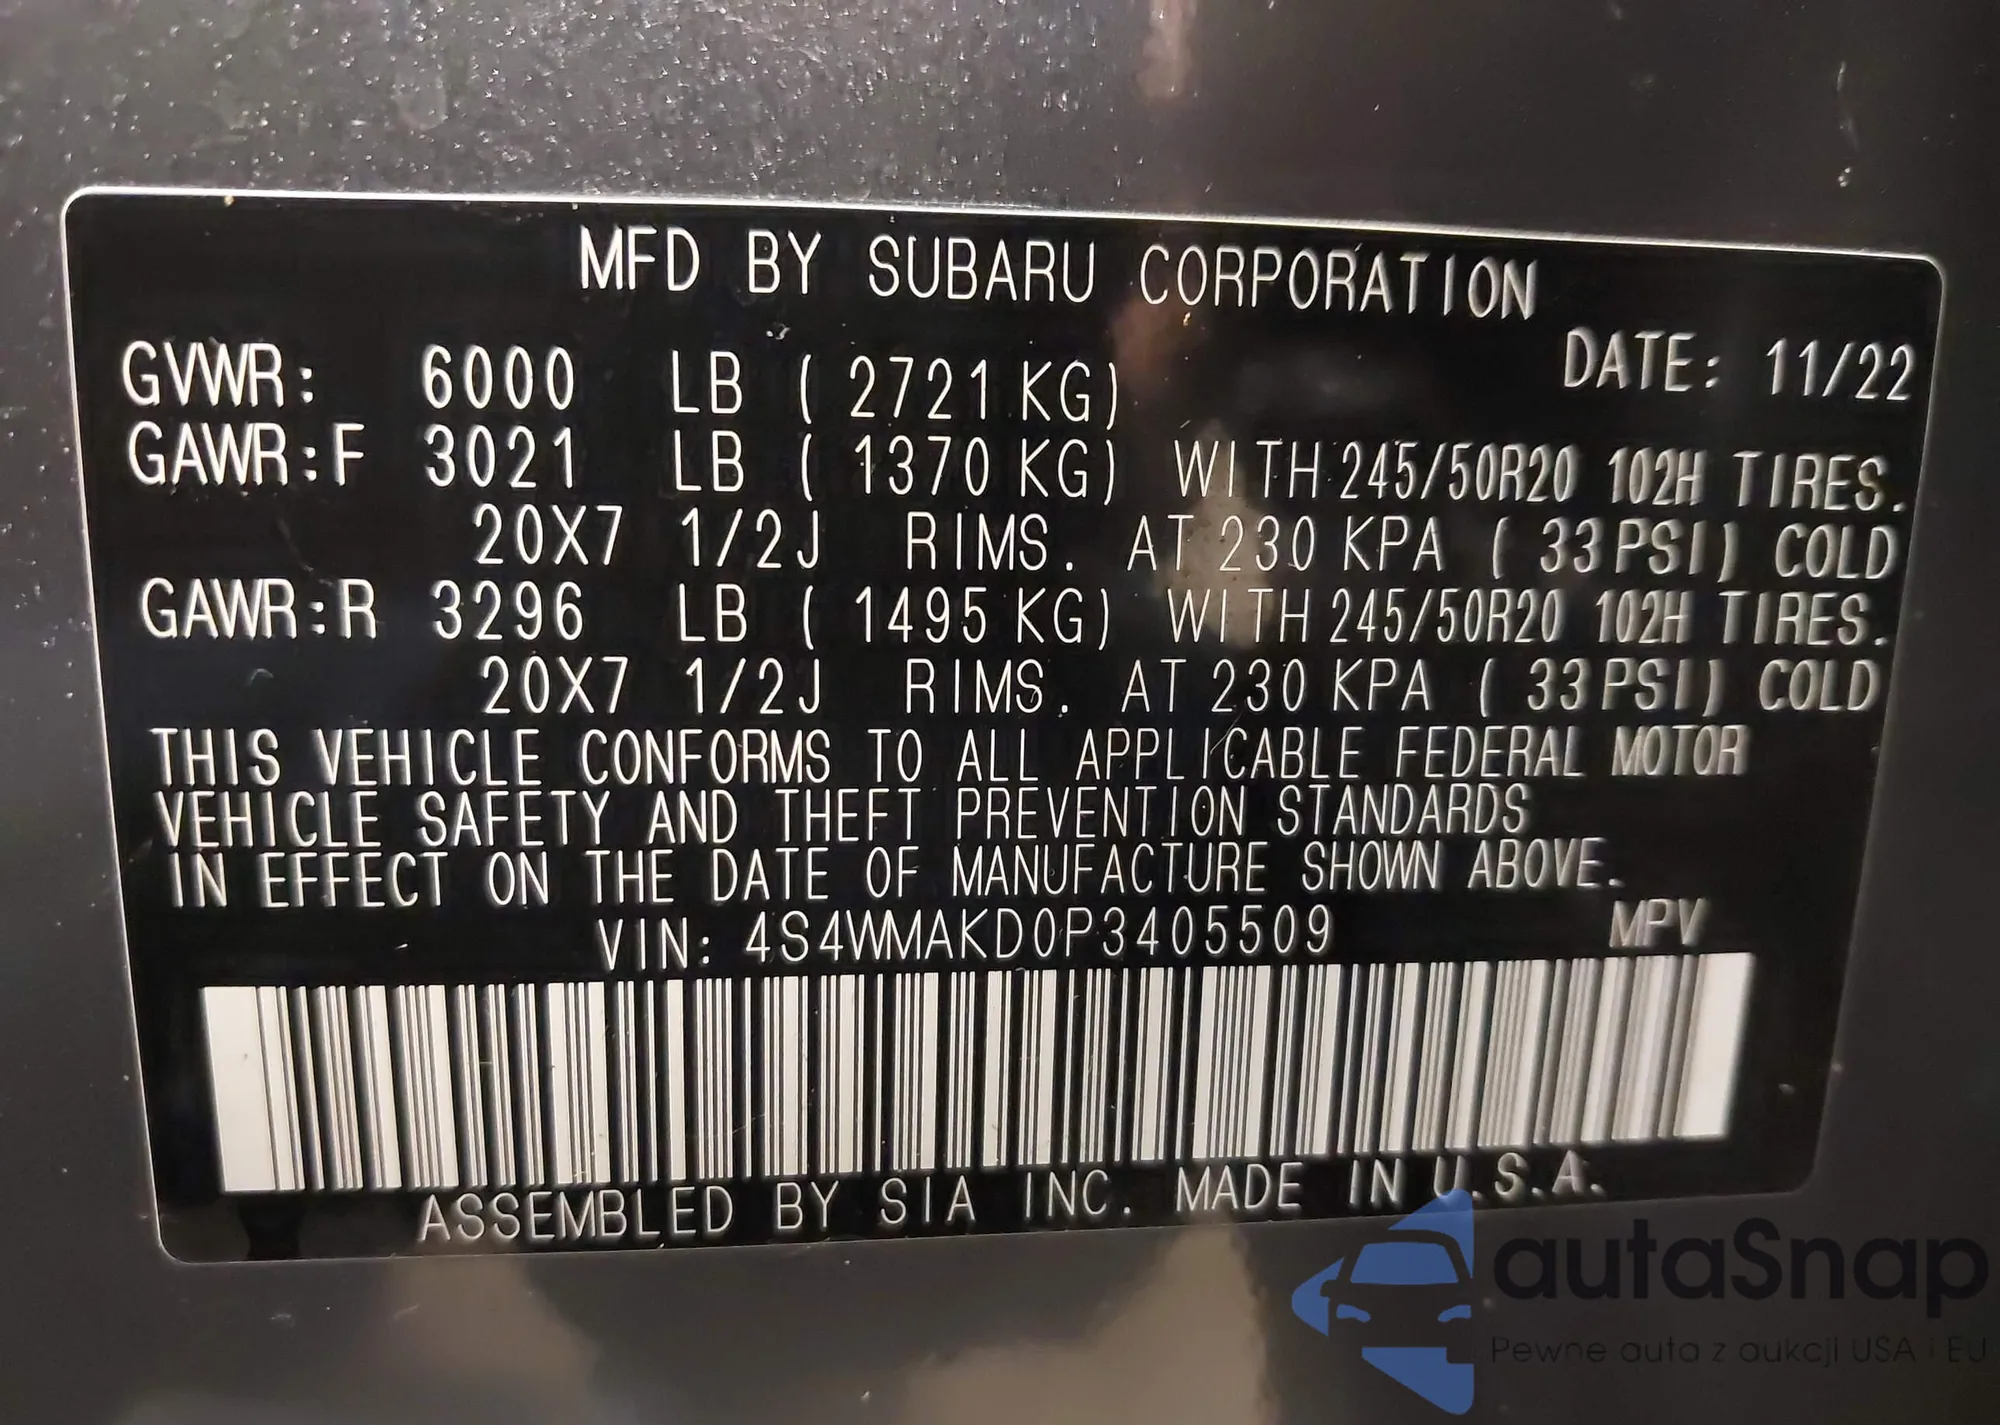 MFD BY SUBARU CORPORATION
DATE: 11/22
GVWR: 6000 LB ( 2721 KG)
GAWR:F 3021 LB ( 1370 KG) WITH 245/50R20 102H TIRES.
20X7 1/2J RIMS. AT 230 KPA ( 33 PSI) COLD
GAWR:R 3296 LB ( 1495 KG) WITH 245/50R20 102H TIRES.
20X7 1/2J RIMS. AT 230 KPA ( 33 PSI) COLD
THIS VEHICLE CONFORMS TO ALL APPLICABLE FEDERAL MOTOR
VEHICLE SAFETY AND THEFT PREVENTION STANDARDS
IN EFFECT ON THE DATE OF MANUFACTURE SHOWN ABOVE.
VIN: 4S4WMAKD0P3405509 MPV
ASSEMBLED BY SIA INC. MADE IN U.S.A.
autaSnap
Pewne auta z aukcji USA i EU